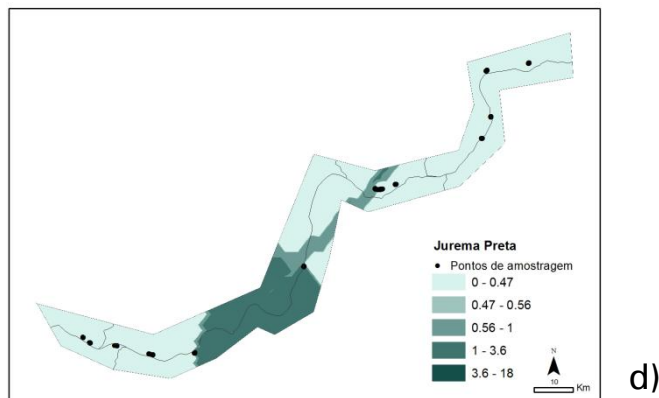 Jurema Preta
Pontos de amostragem
0 - 0.47
0.47 - 0.56
0.56 - 1
1 - 3.6
3.6 - 18
N
10
Km
d)